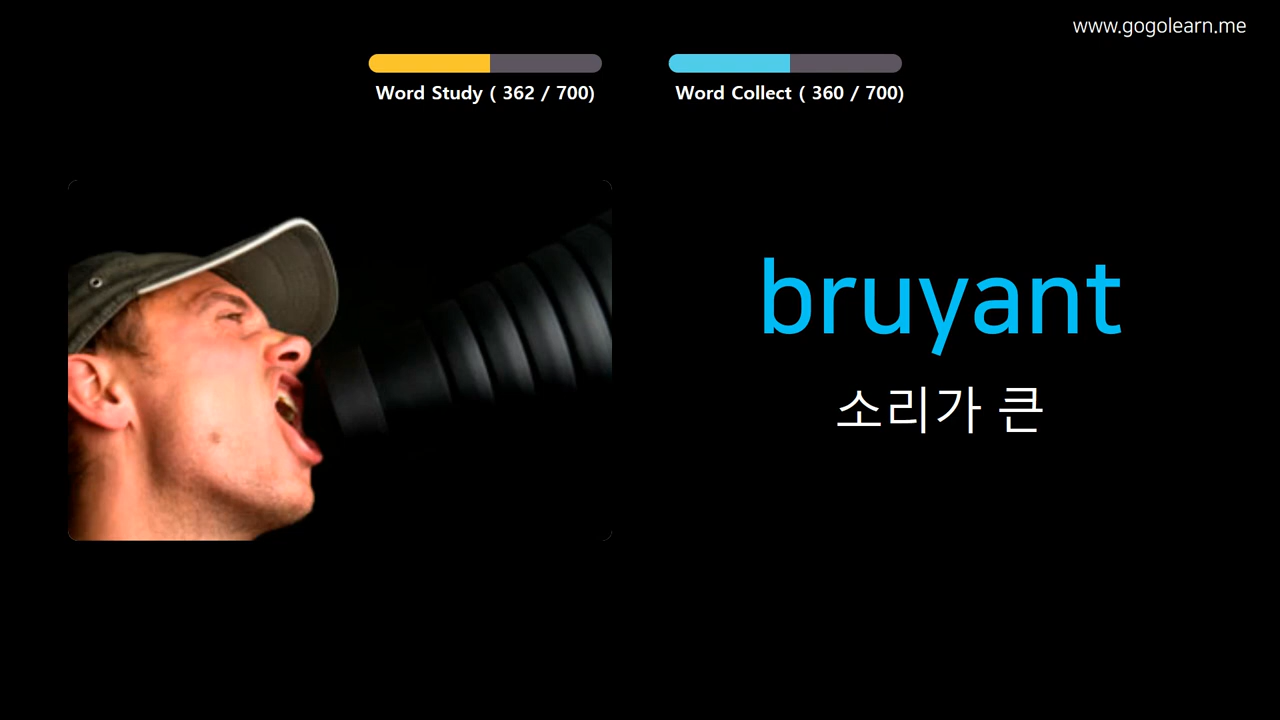 www.gogolearn.me
Word Study ( 362 / 700)
Word Collect ( 360 / 700)
bruyant
소리가 큰